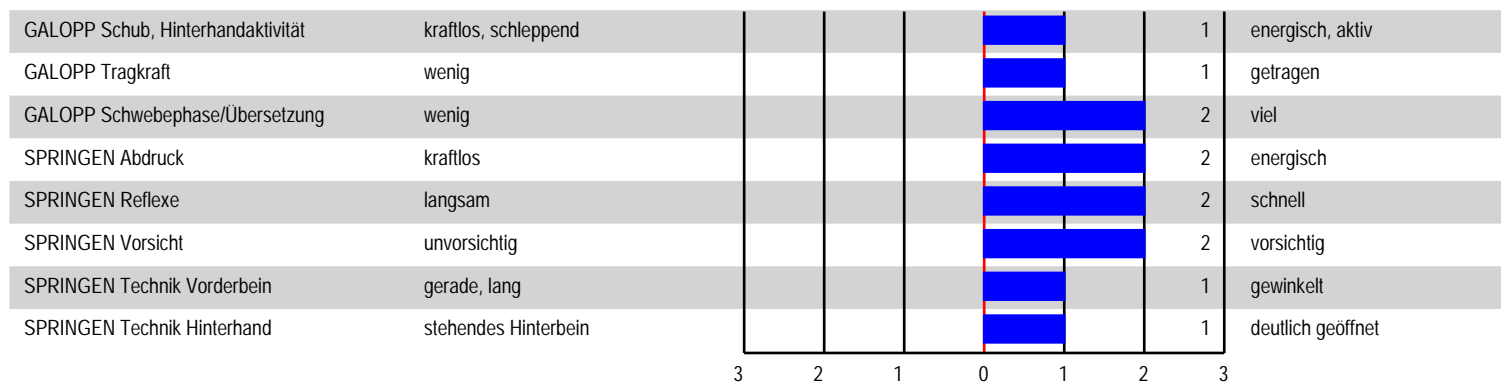 GALOPP Schub, Hinterhandaktivität kraftlos, schleppend 1 energisch, aktiv
GALOPP Tragkraft wenig 1 getragen
GALOPP Schwebephase/Übersetzung wenig 2 viel
SPRINGEN Abdruck kraftlos 2 energisch
SPRINGEN Reflexe langsam 2 schnell
SPRINGEN Vorsicht unvorsichtig 2 vorsichtig
SPRINGEN Technik Vorderbein gerade, lang 1 gewinkelt
SPRINGEN Technik Hinterhand stehendes Hinterbein 1 deutlich geöffnet
3 2 1 0 1 2 3